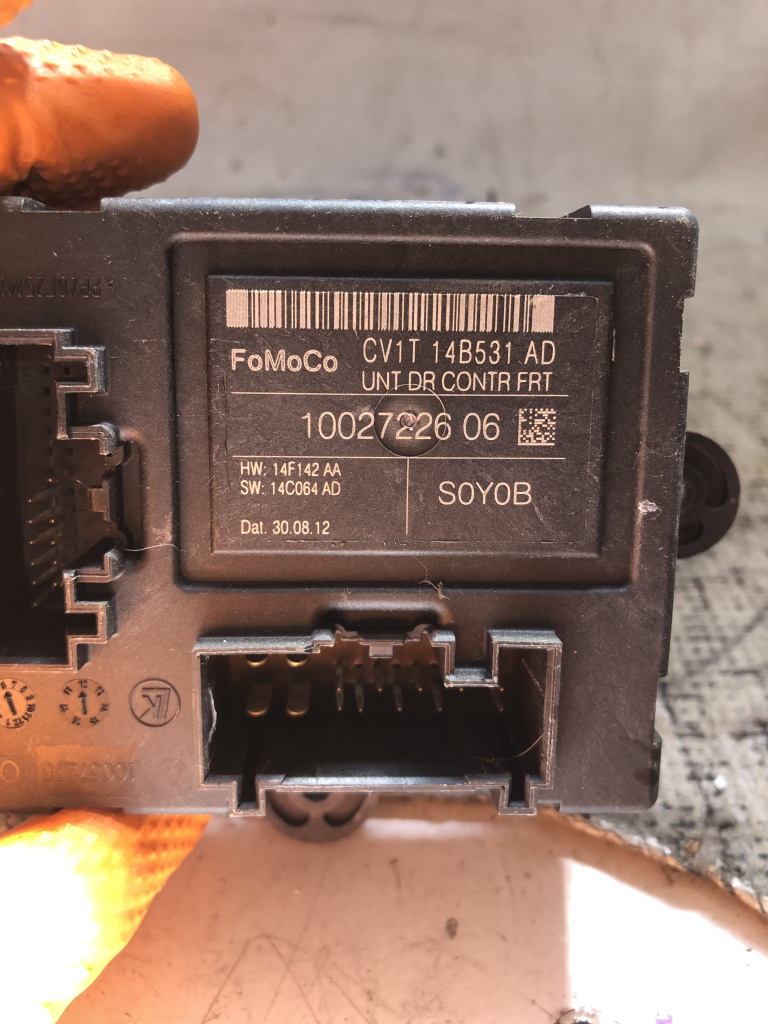 FoMoCo CV1T 14B531 AD
UNT DR CONTR FRT
10027226 06
HW: 14F142 AA
SW: 14C064 AD
S0Y0B
Dat. 30.08.12